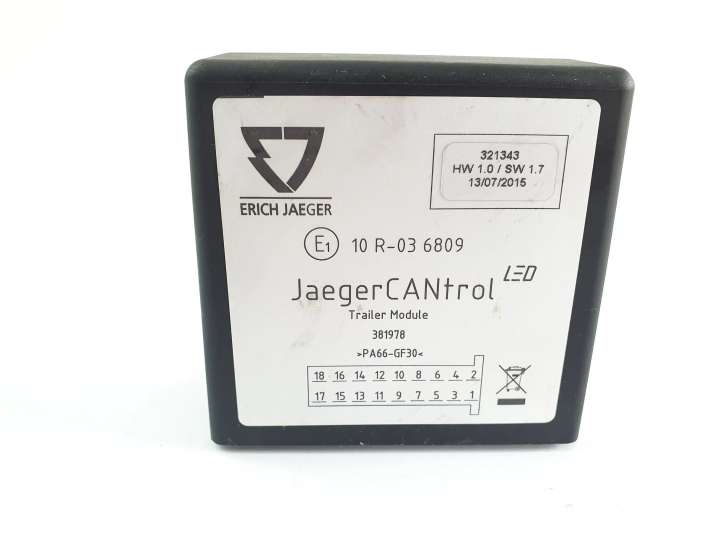 ERICH JAEGER
321343
HW 1.0 / SW 1.7
13/07/2015
E1 10 R-03 6809
JaegerCANtrol LED
Trailer Module
381978
>PA66-GF30<
18 16 14 12 10 8 6 4 2
17 15 13 11 9 7 5 3 1